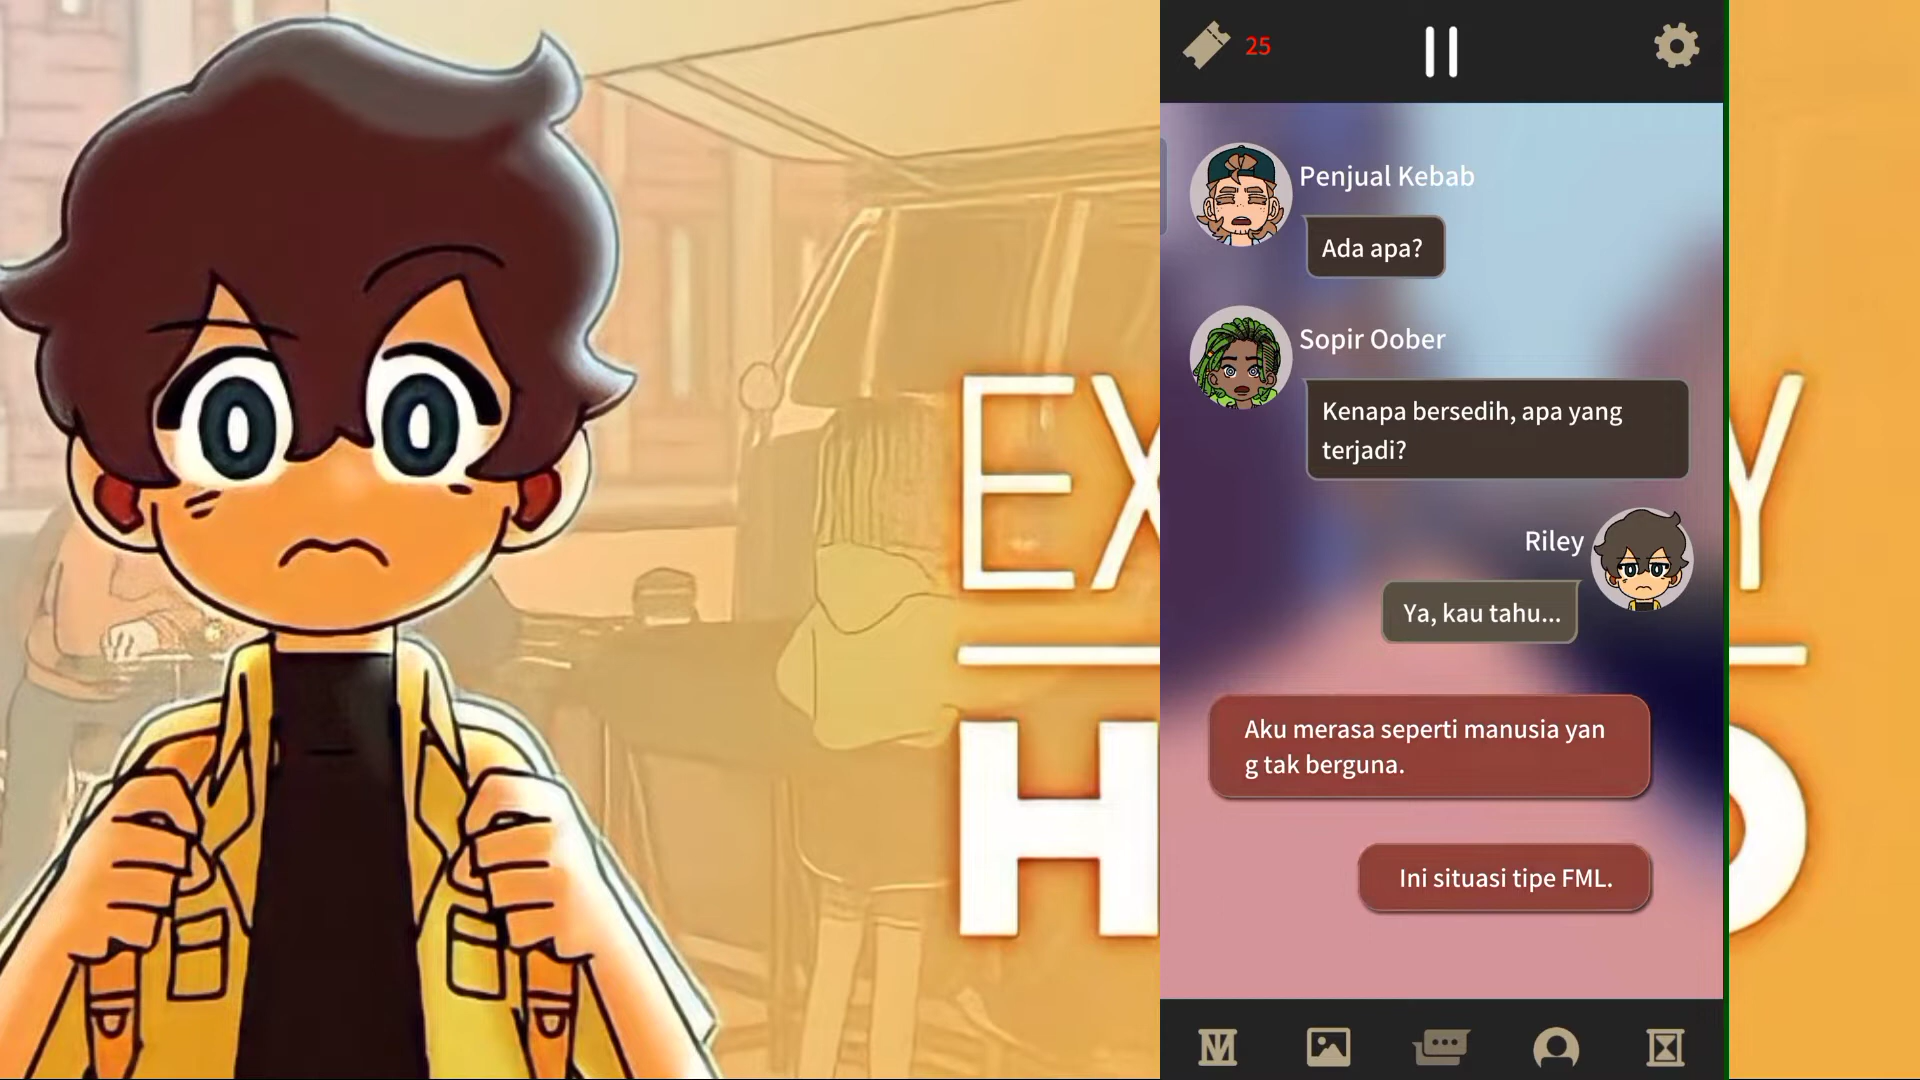 25
Penjual Kebab
Ada apa?
Sopir Oober
Kenapa bersedih, apa yang
terjadi?
Riley
Ya, kau tahu...
Aku merasa seperti manusia yan
g tak berguna.
Ini situasi tipe FML.